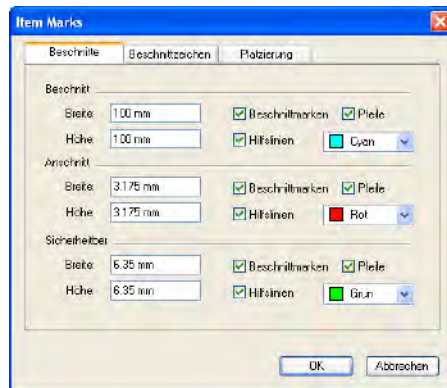 Item Marks
Beschnitte Beschnittzeichen Platzierung
Beschnitt
Breite: 100 mm Beschnittmarken Pfeile
Höhe: 100 mm Hilfslinien Cyan
Anschnitt
Breite: 3.175 mm Beschnittmarken Pfeile
Höhe: 3.175 mm Hilfslinien Rot
Sicherheitber
Breite: 6.35 mm Beschnittmarken Pfeile
Höhe: 6.35 mm Hilfslinien Grün
OK Abbrechen